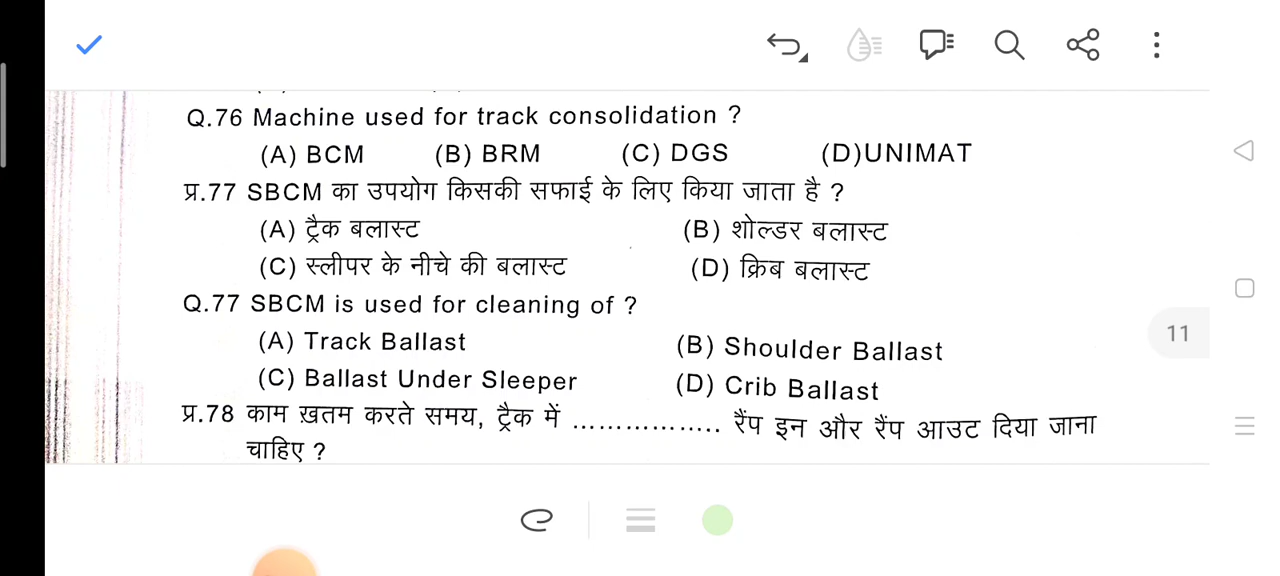 Q.76 Machine used for track consolidation ?
(A) BCM (B) BRM (C) DGS (D)UNIMAT
प्र.77 SBCM का उपयोग किसकी सफाई के लिए किया जाता है ?
(A) ट्रैक बलास्ट (B) शोल्डर बलास्ट
(C) स्लीपर के नीचे की बलास्ट (D) क्रिब बलास्ट
Q.77 SBCM is used for cleaning of ?
(A) Track Ballast (B) Shoulder Ballast
(C) Ballast Under Sleeper (D) Crib Ballast
11
प्र.78 काम ख़तम करते समय, ट्रैक में .................. रैंप इन और रैंप आउट दिया जाना
चाहिए ?